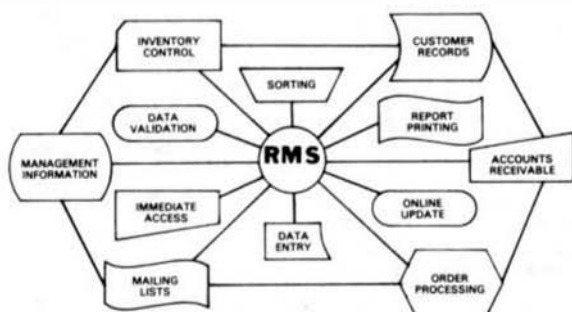 INVENTORY
CONTROL
CUSTOMER
RECORDS
SORTING
DATA
VALIDATION
REPORT
PRINTING
RMS
MANAGEMENT
INFORMATION
ACCOUNTS
RECEIVABLE
IMMEDIATE
ACCESS
ONLINE
UPDATE
DATA
ENTRY
MAILING
LISTS
ORDER
PROCESSING